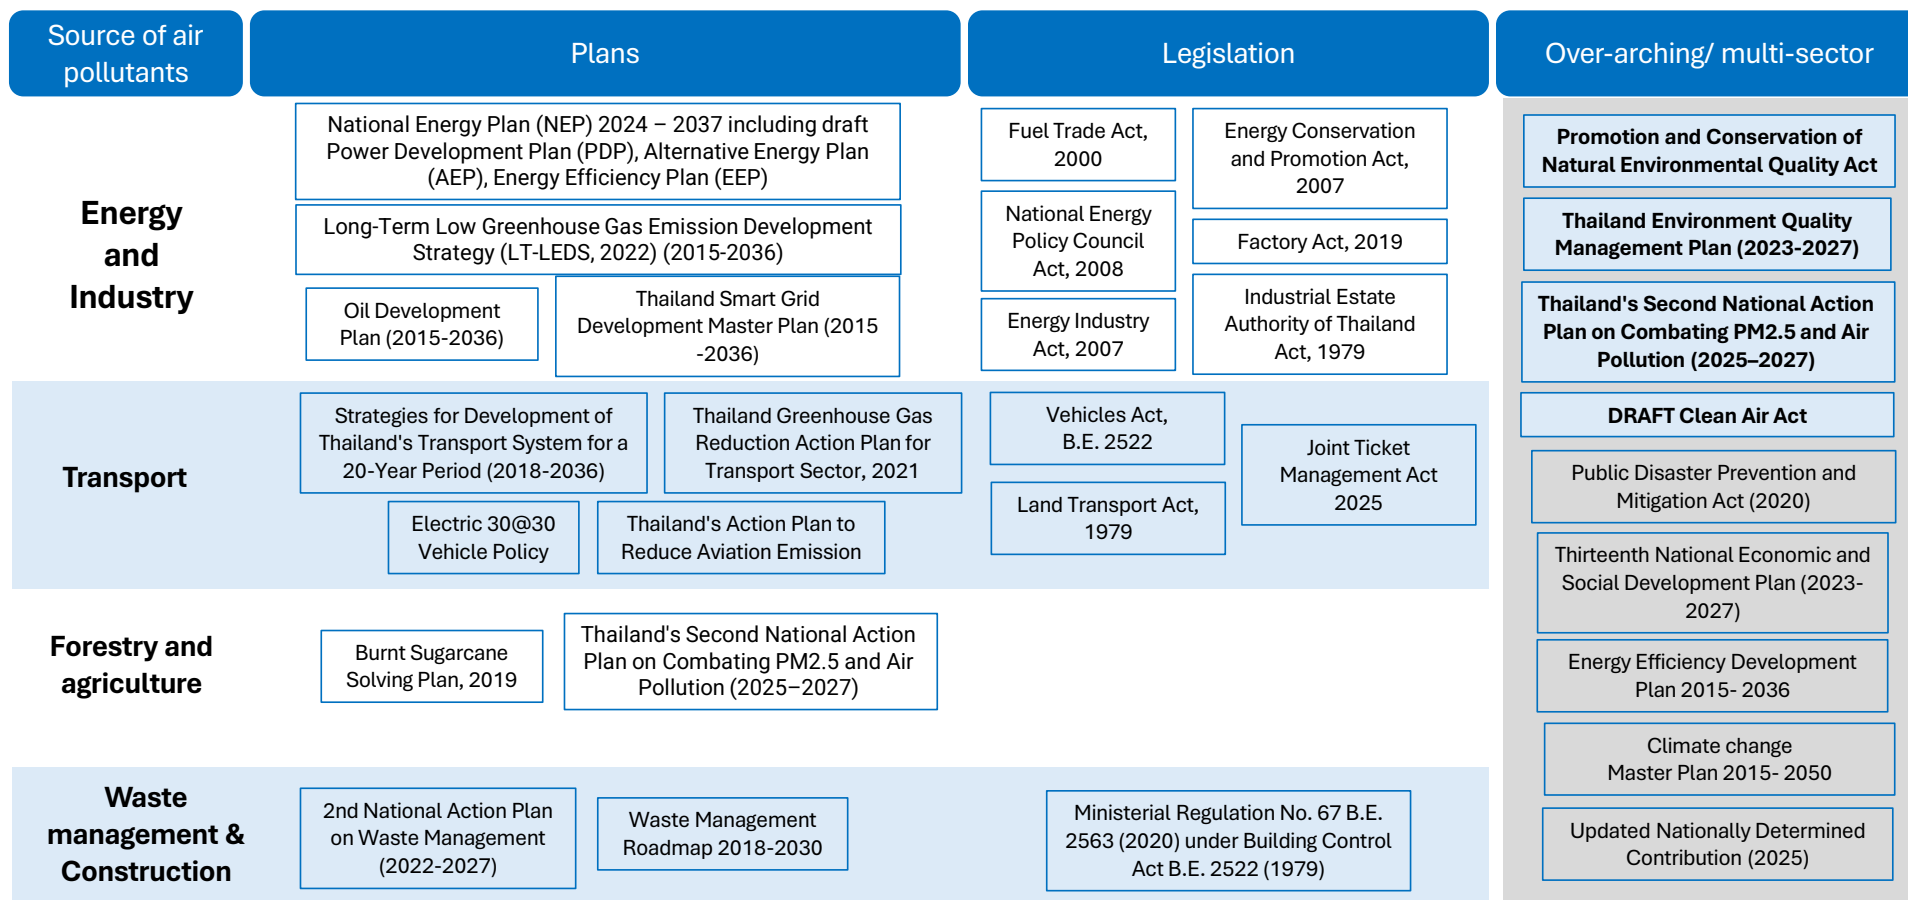 Source of air
pollutants
Plans
Legislation
Over-arching/ multi-sector
Energy
and
Industry
National Energy Plan (NEP) 2024 – 2037 including draft
Power Development Plan (PDP), Alternative Energy Plan
(AEP), Energy Efficiency Plan (EEP)
Long-Term Low Greenhouse Gas Emission Development
Strategy (LT-LEDS, 2022) (2015-2036)
Oil Development
Plan (2015-2036)
Thailand Smart Grid
Development Master Plan (2015
-2036)
Fuel Trade Act,
2000
Energy Conservation
and Promotion Act,
2007
National Energy
Policy Council
Act, 2008
Factory Act, 2019
Energy Industry
Act, 2007
Industrial Estate
Authority of Thailand
Act, 1979
Transport
Strategies for Development of
Thailand's Transport System for a
20-Year Period (2018-2036)
Thailand Greenhouse Gas
Reduction Action Plan for
Transport Sector, 2021
Electric 30@30
Vehicle Policy
Thailand's Action Plan to
Reduce Aviation Emission
Vehicles Act,
B.E. 2522
Joint Ticket
Management Act
2025
Land Transport Act,
1979
Forestry and
agriculture
Burnt Sugarcane
Solving Plan, 2019
Thailand's Second National Action
Plan on Combating PM2.5 and Air
Pollution (2025–2027)
Waste
management &
Construction
2nd National Action Plan
on Waste Management
(2022-2027)
Waste Management
Roadmap 2018-2030
Ministerial Regulation No. 67 B.E.
2563 (2020) under Building Control
Act B.E. 2522 (1979)
Promotion and Conservation of
Natural Environmental Quality Act
Thailand Environment Quality
Management Plan (2023-2027)
Thailand's Second National Action
Plan on Combating PM2.5 and Air
Pollution (2025–2027)
DRAFT Clean Air Act
Public Disaster Prevention and
Mitigation Act (2020)
Thirteenth National Economic and
Social Development Plan (2023-
2027)
Energy Efficiency Development
Plan 2015- 2036
Climate change
Master Plan 2015- 2050
Updated Nationally Determined
Contribution (2025)